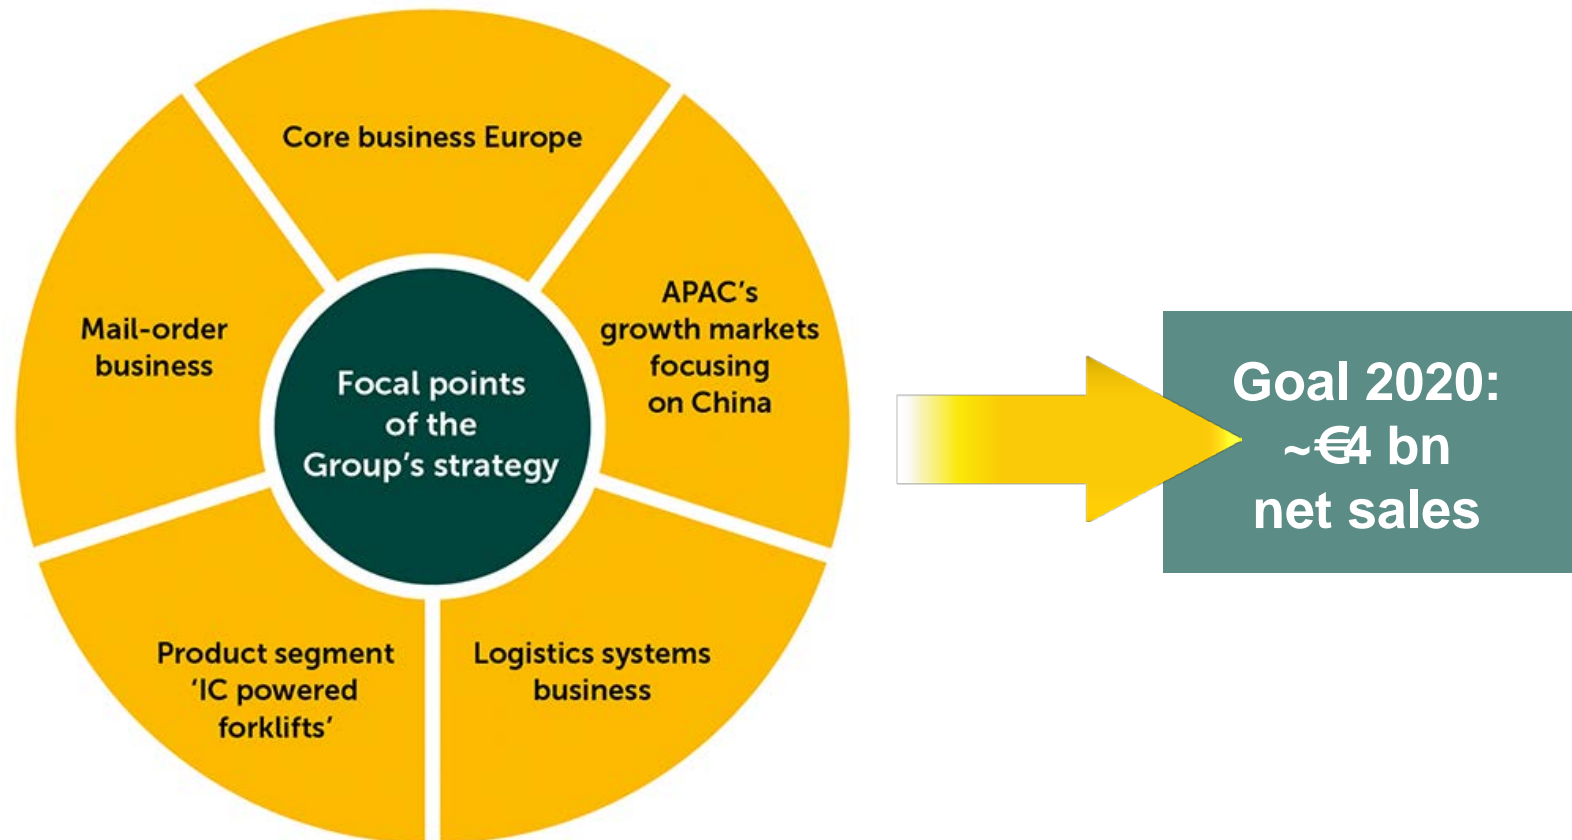 Core business Europe
APAC’s
growth markets
focusing
on China
Mail-order
business
Focal points
of the
Group’s strategy
Product segment
‘IC powered
forklifts’
Logistics systems
business
Goal 2020:
~€4 bn
net sales